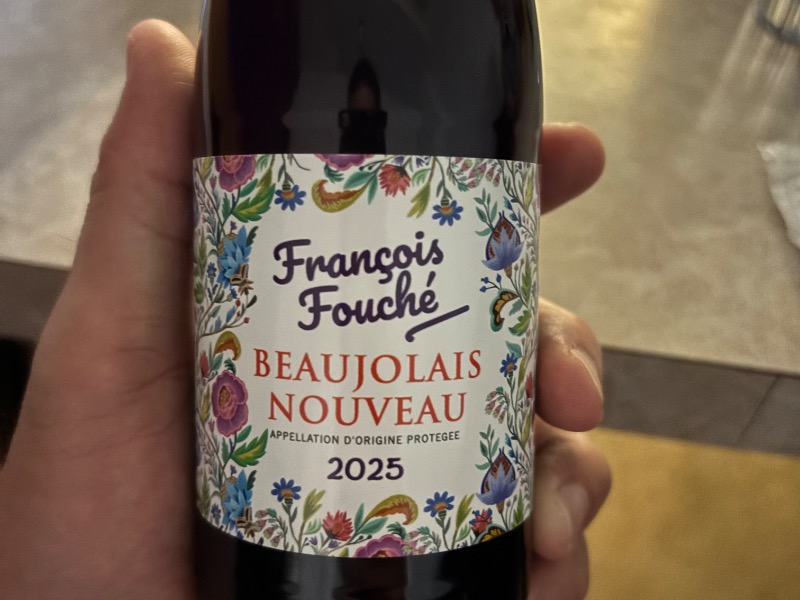 François
Fouché
BEAUJOLAIS
NOUVEAU
APPELLATION D'ORIGINE PROTEGEE
2025